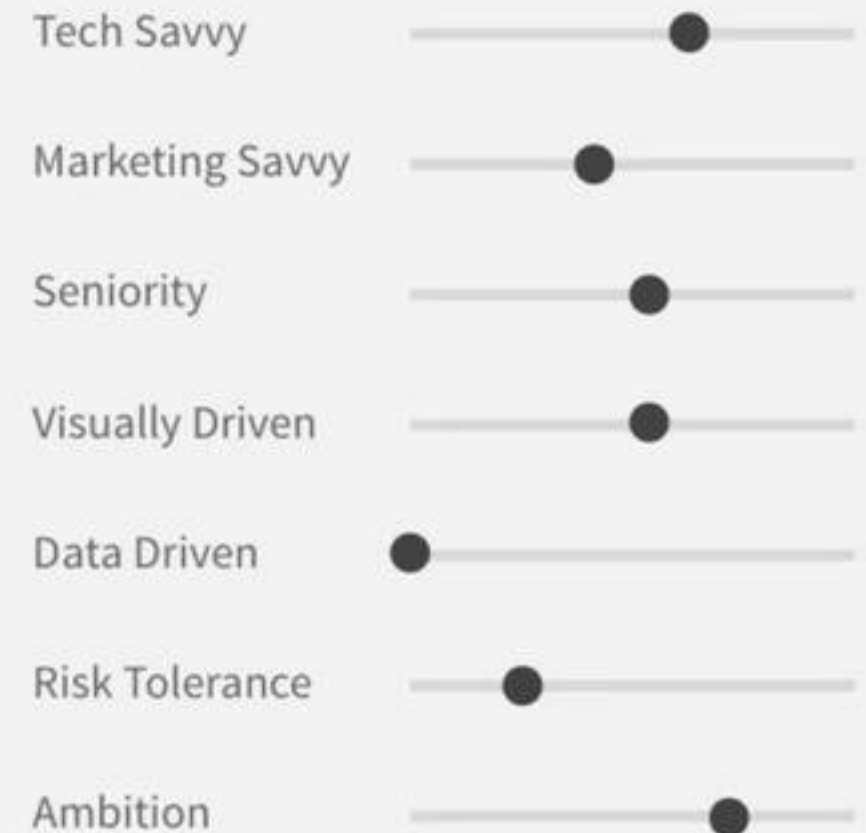 Tech Savvy
Marketing Savvy
Seniority
Visually Driven
Data Driven
Risk Tolerance
Ambition